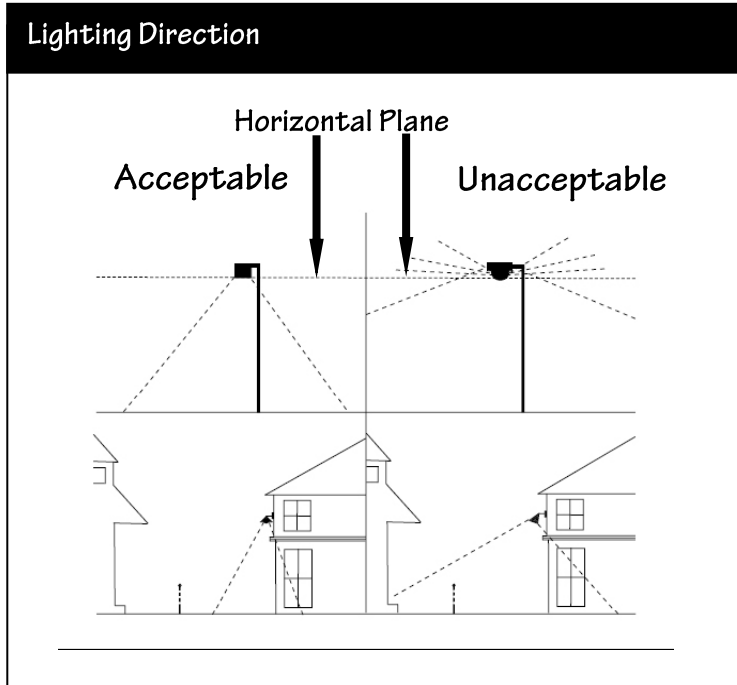 Lighting Direction
Horizontal Plane
Acceptable
Unacceptable